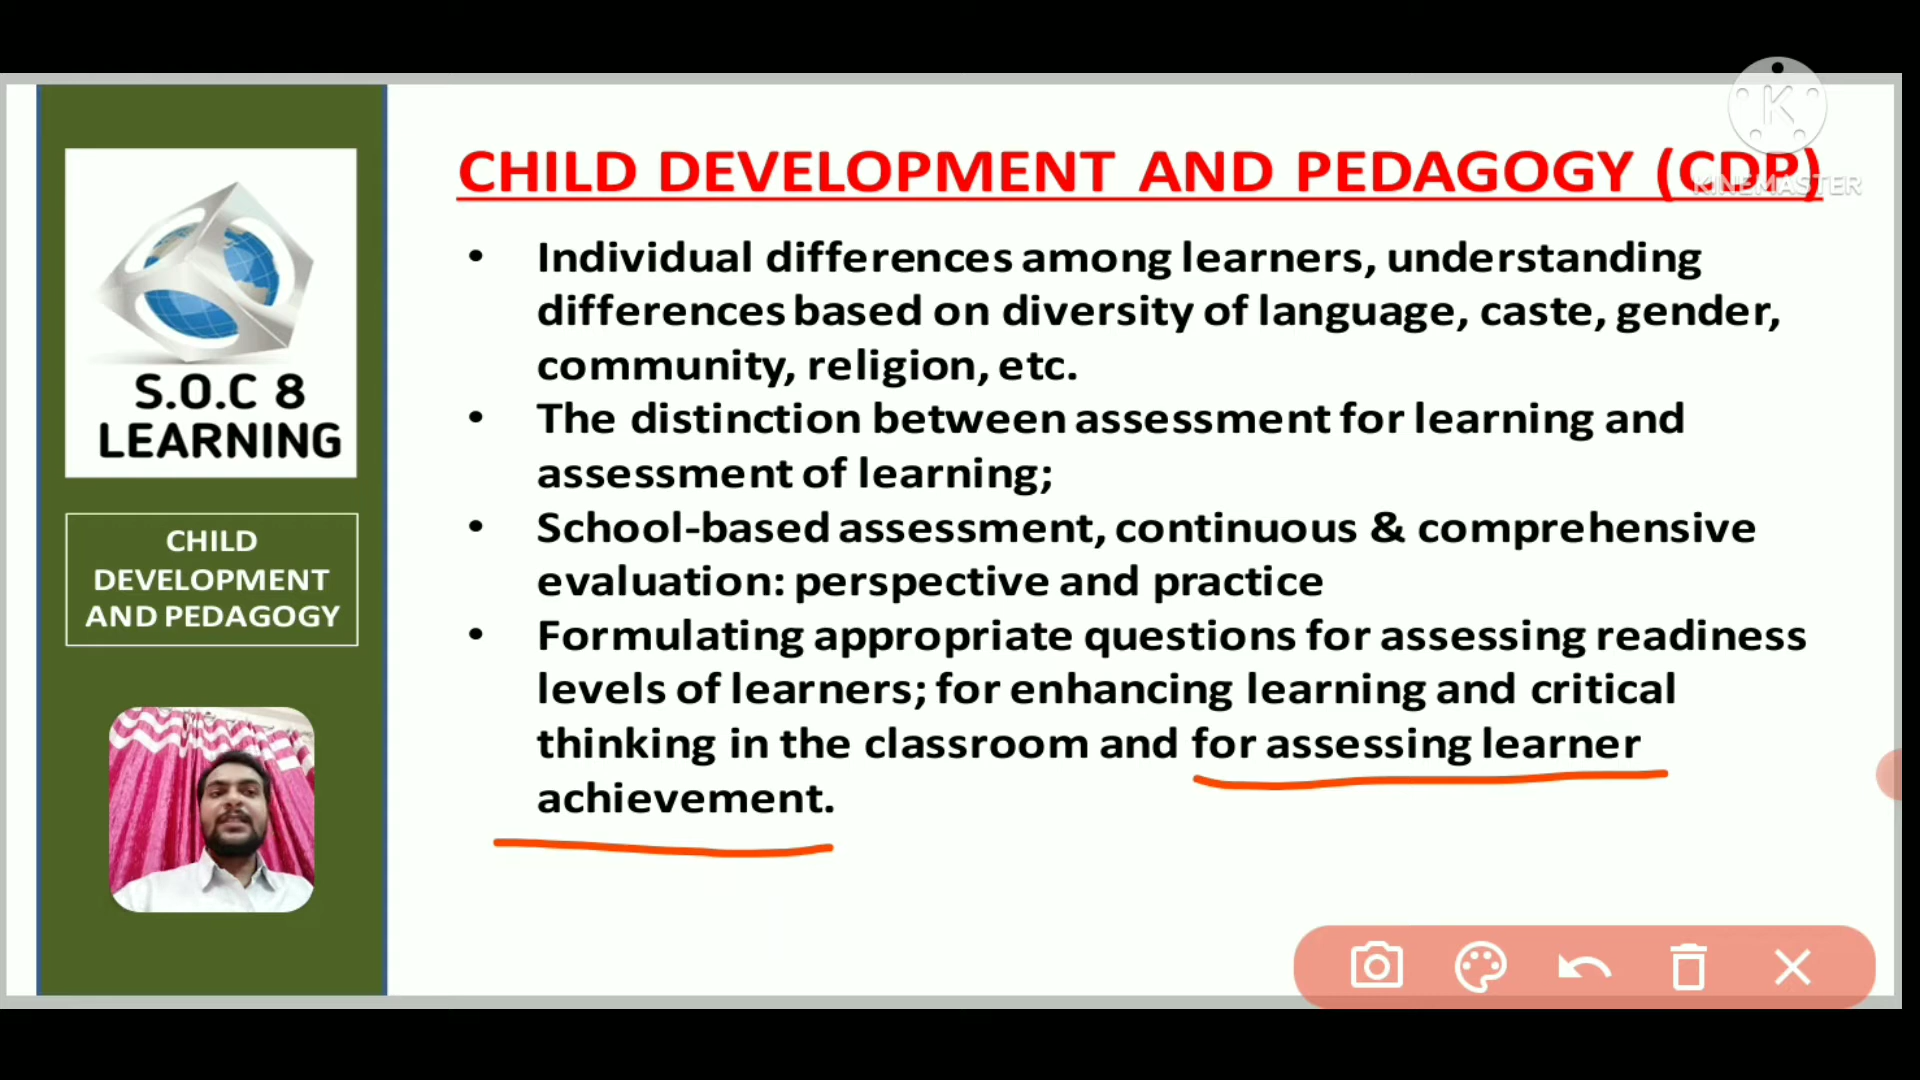 K
KINEMASTER
CHILD DEVELOPMENT AND PEDAGOGY (CDP)
S.O.C 8
LEARNING
CHILD
DEVELOPMENT
AND PEDAGOGY
• Individual differences among learners, understanding
differences based on diversity of language, caste, gender,
community, religion, etc.
• The distinction between assessment for learning and
assessment of learning;
• School-based assessment, continuous & comprehensive
evaluation: perspective and practice
• Formulating appropriate questions for assessing readiness
levels of learners; for enhancing learning and critical
thinking in the classroom and for assessing learner
achievement.